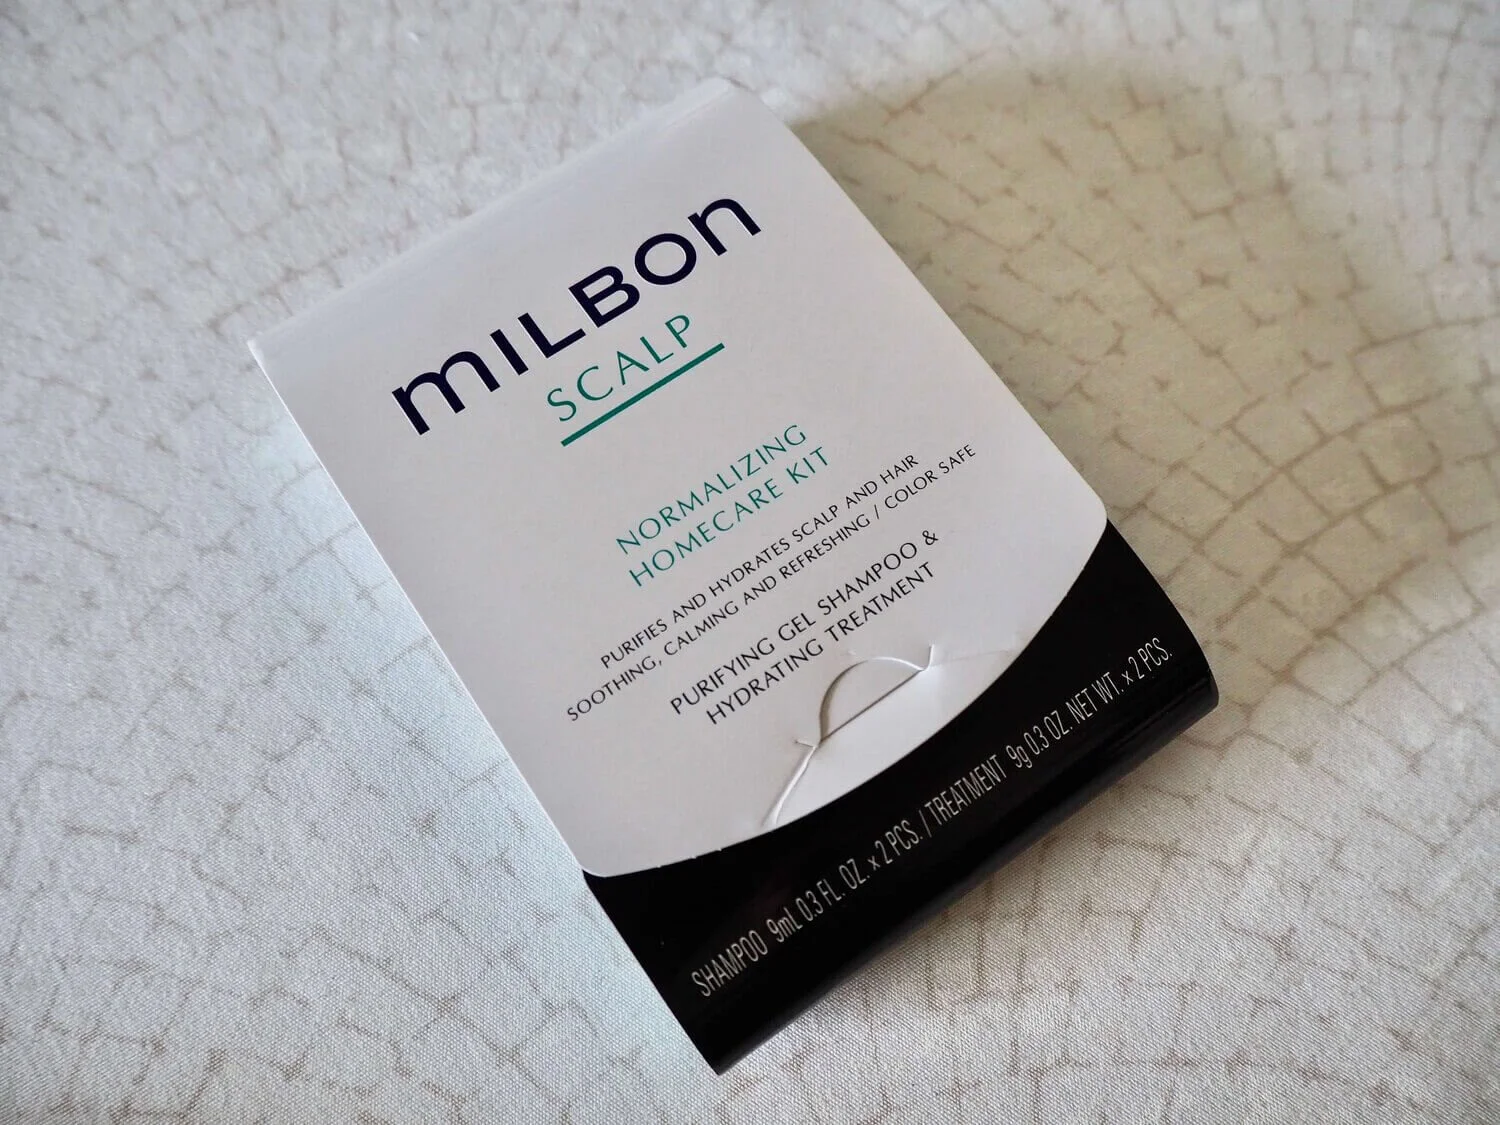 mILBOn
SCALP
NORMALIZING
HOMECARE KIT
PURIFIES AND HYDRATES SCALP AND HAIR
SOOTHING, CALMING AND REFRESHING / COLOR SAFE
PURIFYING GEL SHAMPOO &
HYDRATING TREATMENT
SHAMPOO 9mL 0.3 FL. OZ. x 2 PCS. / TREATMENT 9g 0.3 OZ. NET WT. x 2 PCS.